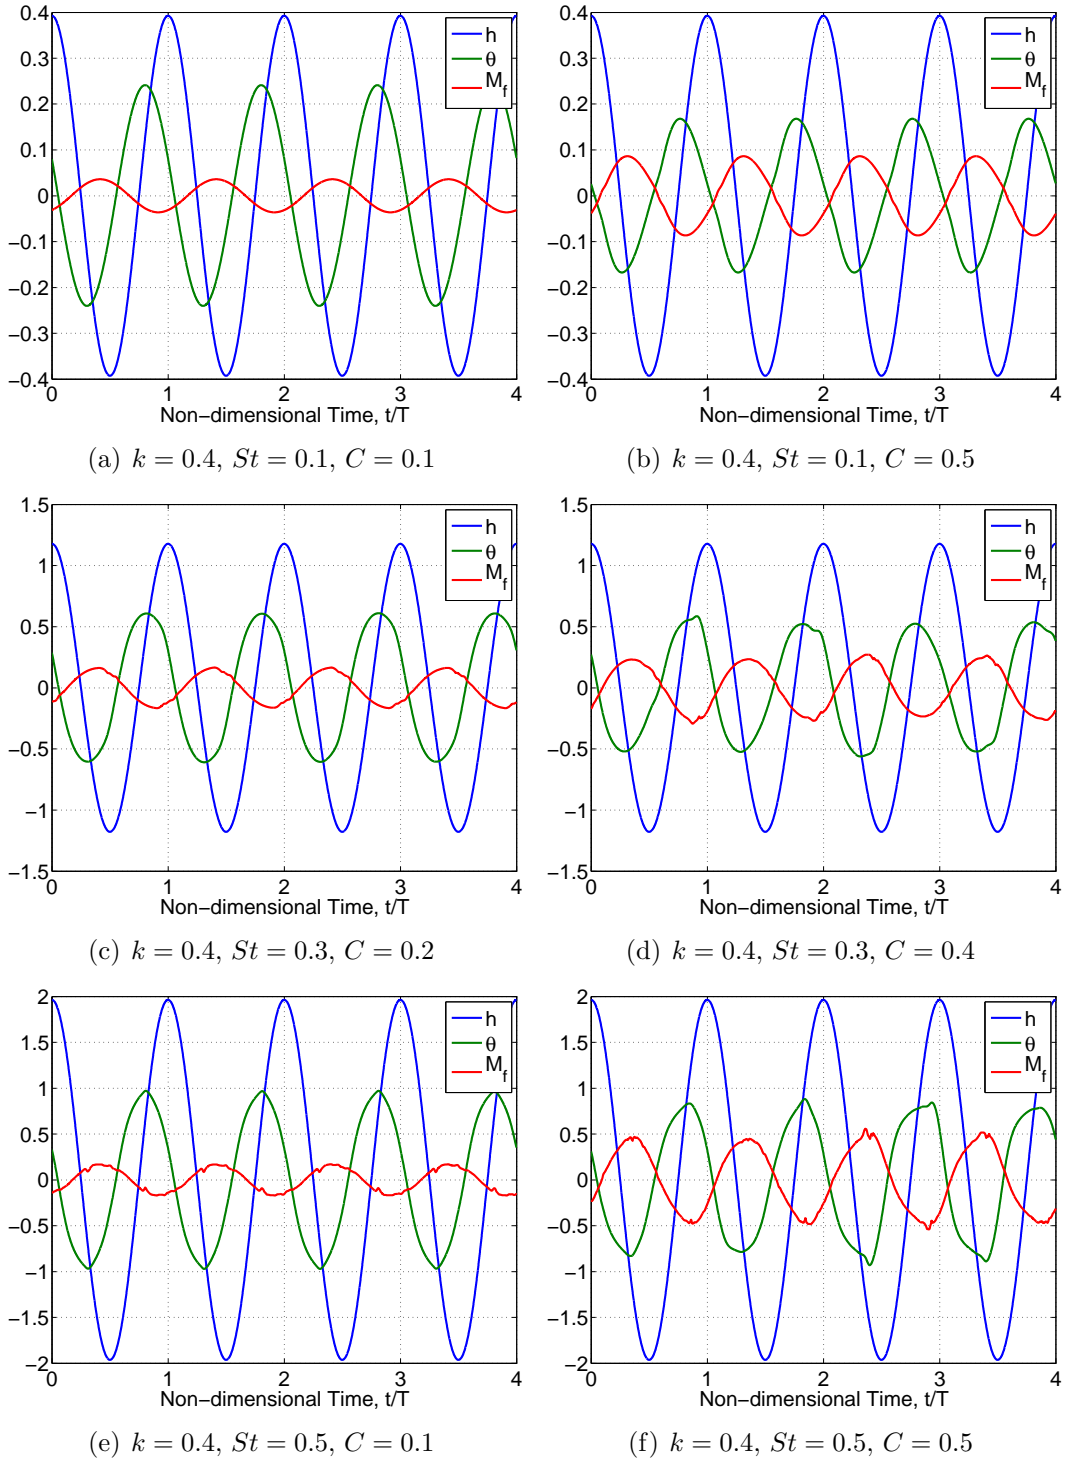 0.4
0.3
0.2
0.1
0
−0.1
−0.2
−0.3
−0.4
0 1 2 3 4
Non−dimensional Time, t/T
h
θ
M_f
(a) k = 0.4, St = 0.1, C = 0.1
0.4
0.3
0.2
0.1
0
−0.1
−0.2
−0.3
−0.4
0 1 2 3 4
Non−dimensional Time, t/T
h
θ
M_f
(b) k = 0.4, St = 0.1, C = 0.5
1.5
1
0.5
0
−0.5
−1
−1.5
0 1 2 3 4
Non−dimensional Time, t/T
h
θ
M_f
(c) k = 0.4, St = 0.3, C = 0.2
1.5
1
0.5
0
−0.5
−1
−1.5
0 1 2 3 4
Non−dimensional Time, t/T
h
θ
M_f
(d) k = 0.4, St = 0.3, C = 0.4
2
1.5
1
0.5
0
−0.5
−1
−1.5
−2
0 1 2 3 4
Non−dimensional Time, t/T
h
θ
M_f
(e) k = 0.4, St = 0.5, C = 0.1
2
1.5
1
0.5
0
−0.5
−1
−1.5
−2
0 1 2 3 4
Non−dimensional Time, t/T
h
θ
M_f
(f) k = 0.4, St = 0.5, C = 0.5